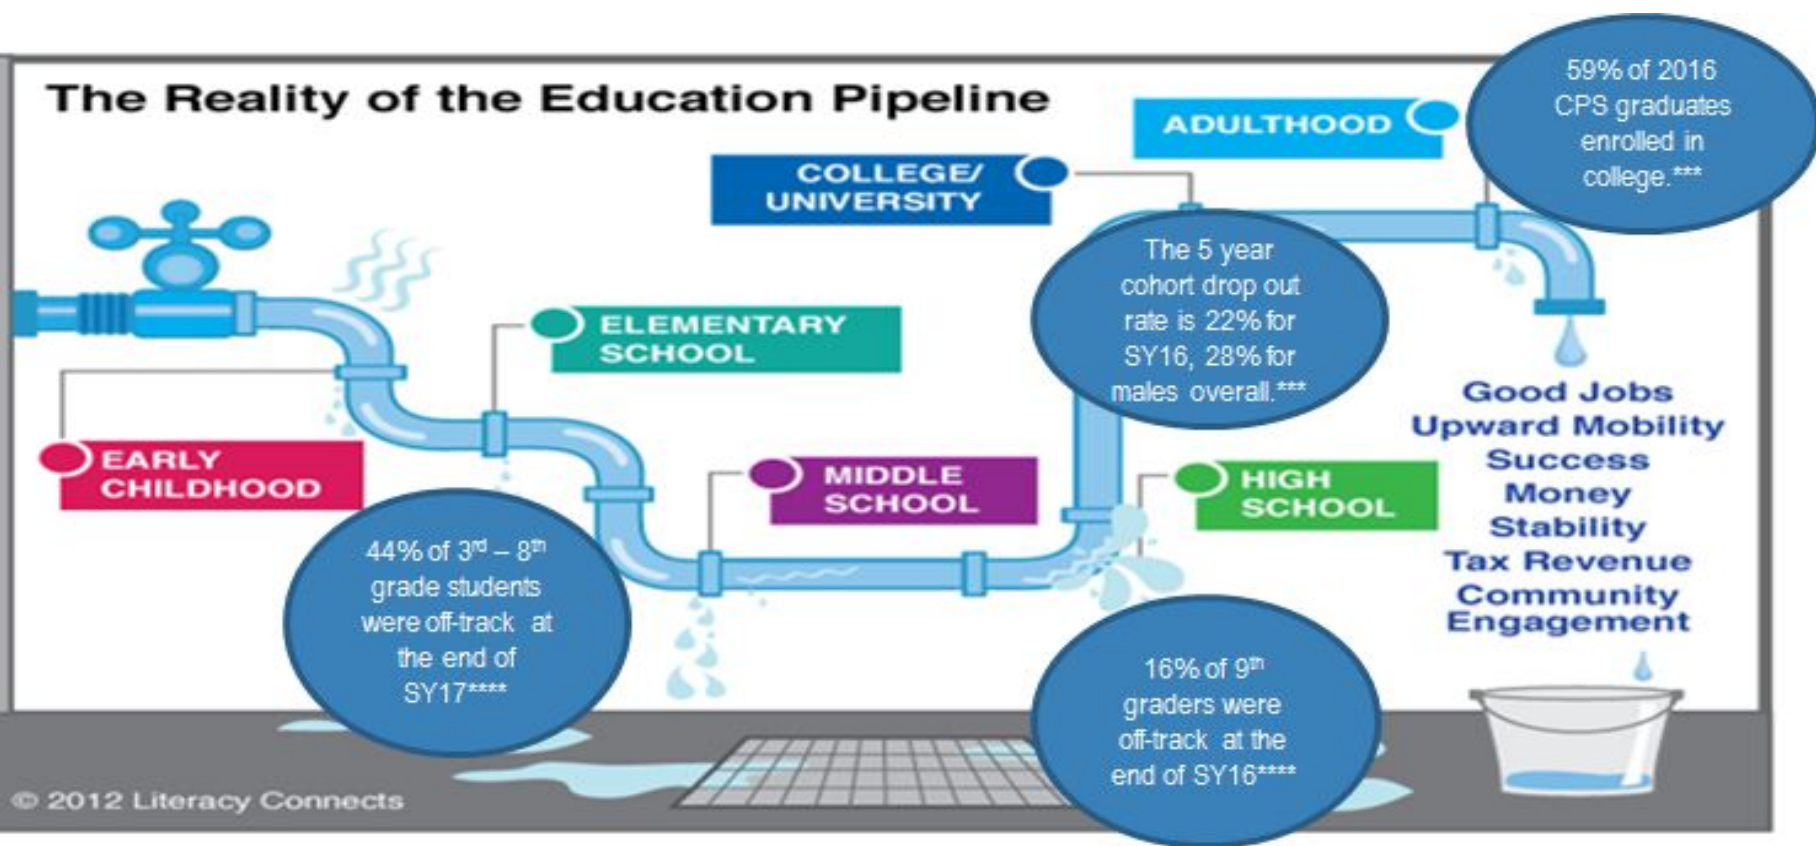 The Reality of the Education Pipeline
ADULTHOOD
59% of 2016
CPS graduates
enrolled in
college.***
COLLEGE/
UNIVERSITY
The 5 year
cohort drop out
rate is 22% for
SY16, 28% for
males overall.***
ELEMENTARY
SCHOOL
EARLY
CHILDHOOD
MIDDLE
SCHOOL
HIGH
SCHOOL
Good Jobs
Upward Mobility
Success
Money
Stability
Tax Revenue
Community
Engagement
44% of 3rd – 8th
grade students
were off-track at
the end of
SY17****
16% of 9th
graders were
off-track at the
end of SY16****
© 2012 Literacy Connects